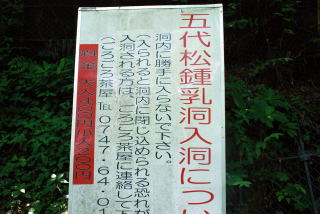 五代松鍾乳洞入洞につい
洞内に勝手に入らないで下さい。
(入られると洞内に閉じ込められる恐れが
入洞される方は、ごろごろ茶屋に連絡して下
(ごろごろ茶屋 TEL 0747・64・0